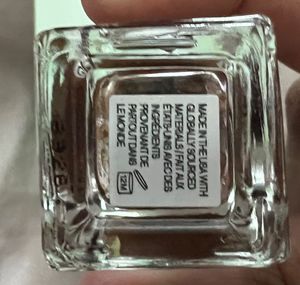 MADE IN THE USA WITH
GLOBALLY SOURCED
MATERIALS / FAIT AUX
ÉTATS-UNIS AVEC DES
INGRÉDIENTS
PROVENANT DE
PARTOUT DANS
LE MONDE
12M